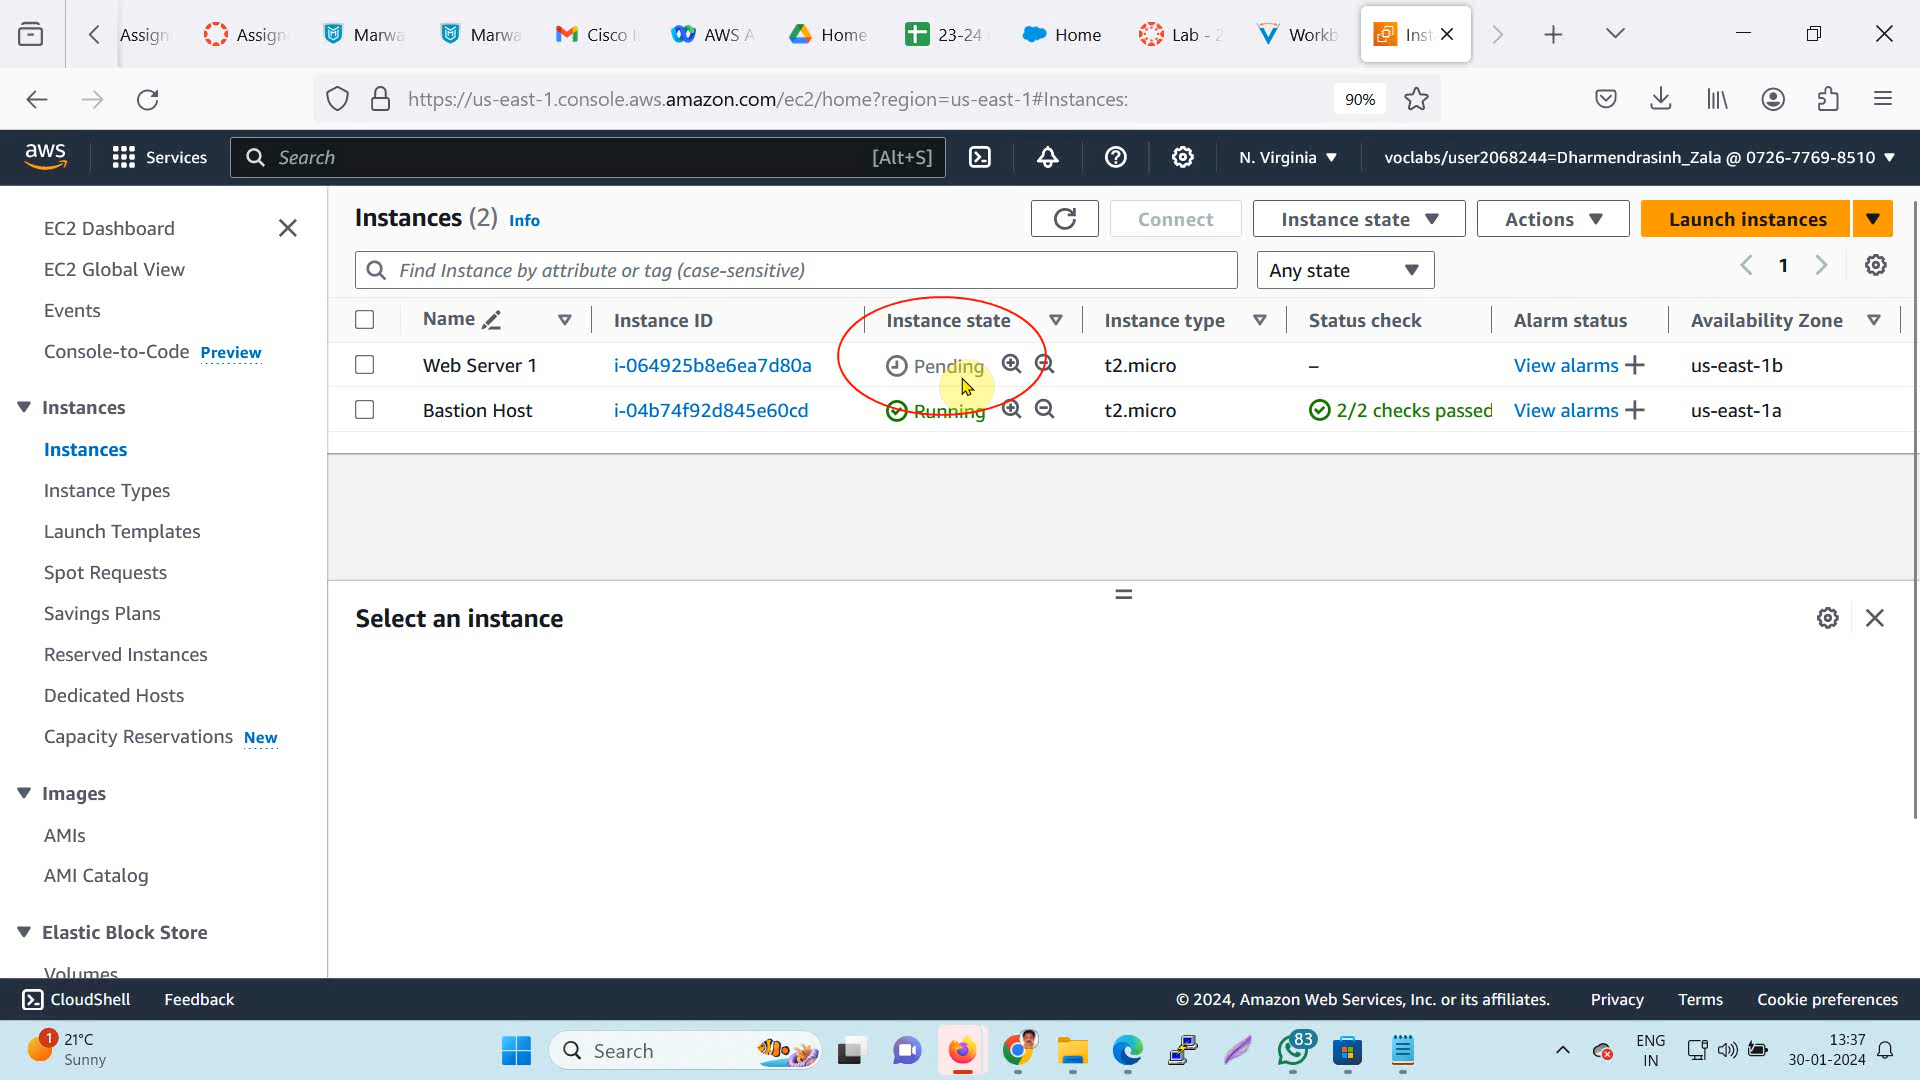 Assign
Assign
Marwa
Marwa
Cisco I
AWS A
Home
23-24
Home
Lab - 2
Workb
Inst
https://us-east-1.console.aws.amazon.com/ec2/home?region=us-east-1#Instances:
90%
aws
Services
Search
[Alt+S]
N. Virginia
voclabs/user2068244=Dharmendrasinh_Zala @ 0726-7769-8510
EC2 Dashboard
EC2 Global View
Events
Console-to-Code Preview
Instances
Instances
Instance Types
Launch Templates
Spot Requests
Savings Plans
Reserved Instances
Dedicated Hosts
Capacity Reservations New
Images
AMIs
AMI Catalog
Elastic Block Store
Volumes
Instances (2) Info
Connect
Instance state
Actions
Launch instances
Find Instance by attribute or tag (case-sensitive)
Any state
1
Name Instance ID Instance state Instance type Status check Alarm status Availability Zone
Web Server 1 i-064925b8e6ea7d80a Pending t2.micro – View alarms + us-east-1b
Bastion Host i-04b74f92d845e60cd Running t2.micro 2/2 checks passed View alarms + us-east-1a
Select an instance
CloudShell Feedback
© 2024, Amazon Web Services, Inc. or its affiliates. Privacy Terms Cookie preferences
1
21°C
Sunny
Search
83
ENG
IN
13:37
30-01-2024